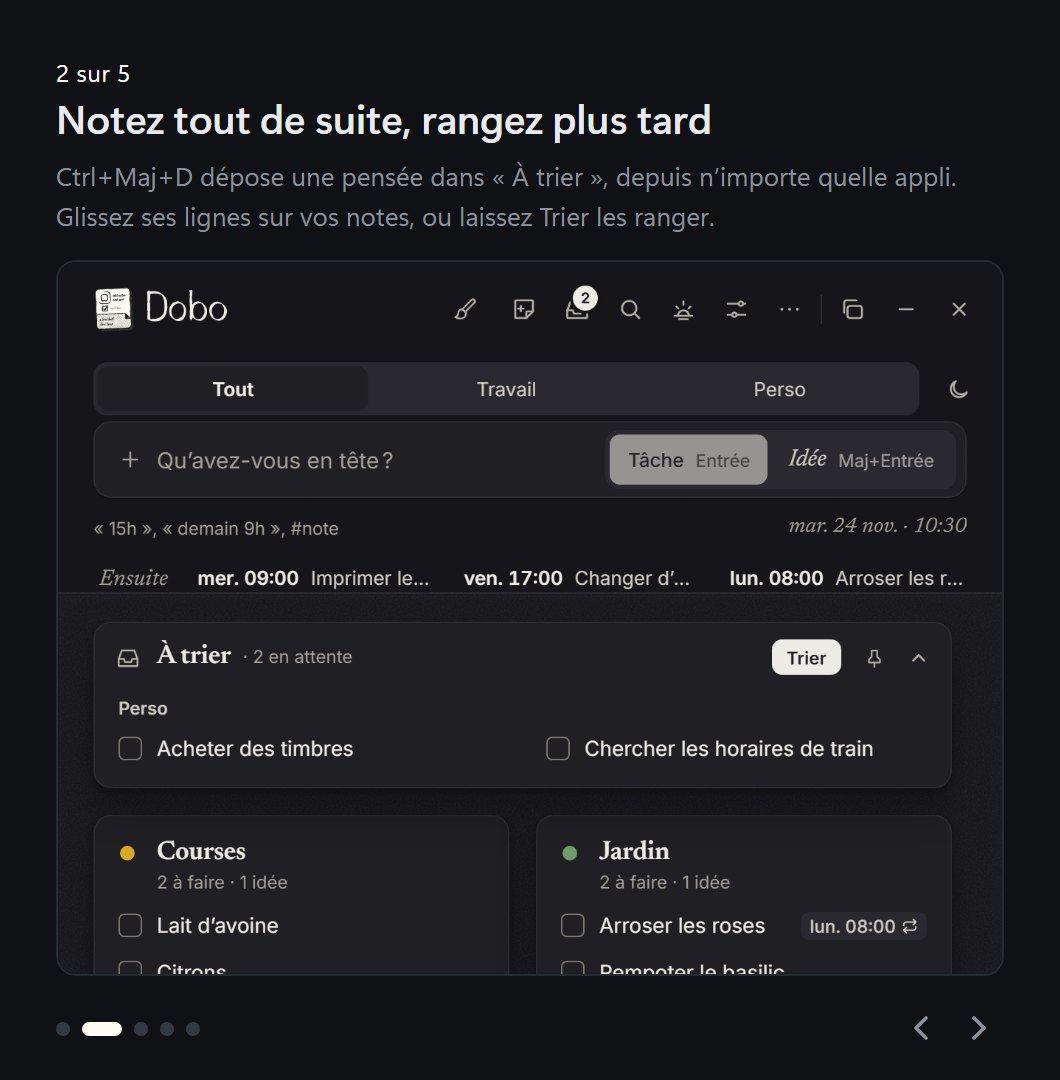 2 sur 5
Notez tout de suite, rangez plus tard
Ctrl+Maj+D dépose une pensée dans « À trier », depuis n’importe quelle appli.
Glissez ses lignes sur vos notes, ou laissez Trier les ranger.
Dobo
2
Tout Travail Perso
+ Qu’avez-vous en tête ? Tâche Entrée Idée Maj+Entrée
« 15h », « demain 9h », #note mar. 24 nov. · 10:30
Ensuite mer. 09:00 Imprimer le… ven. 17:00 Changer d’… lun. 08:00 Arroser les r…
À trier · 2 en attente Trier
Perso
Acheter des timbres Chercher les horaires de train
Courses Jardin
2 à faire · 1 idée 2 à faire · 1 idée
Lait d’avoine Arroser les roses lun. 08:00
Citrons Rempoter le basilic